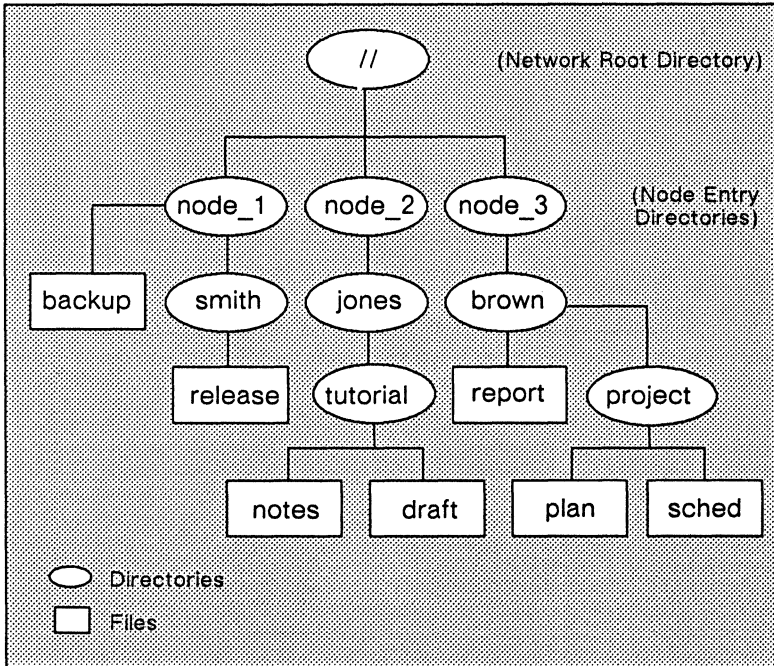 //
(Network Root Directory)
node_1
node_2
node_3
(Node Entry
Directories)
backup
smith
jones
brown
release
tutorial
report
project
notes
draft
plan
sched
Directories
Files